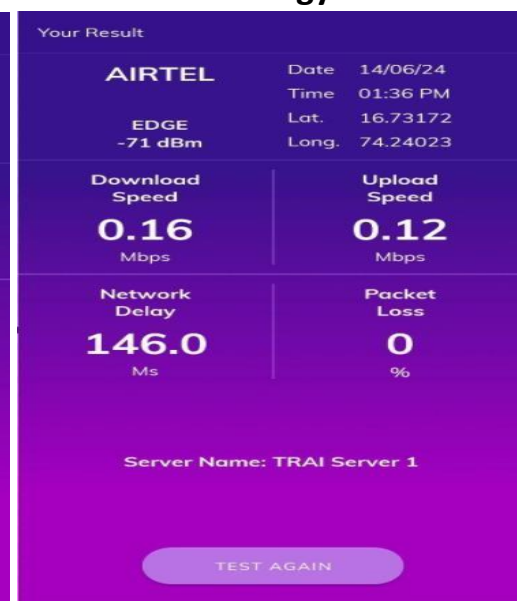 Your Result
AIRTEL
EDGE
-71 dBm
Date 14/06/24
Time 01:36 PM
Lat. 16.73172
Long. 74.24023
Download
Speed
0.16
Mbps
Upload
Speed
0.12
Mbps
Network
Delay
146.0
Ms
Packet
Loss
0
%
Server Name: TRAI Server 1
TEST AGAIN